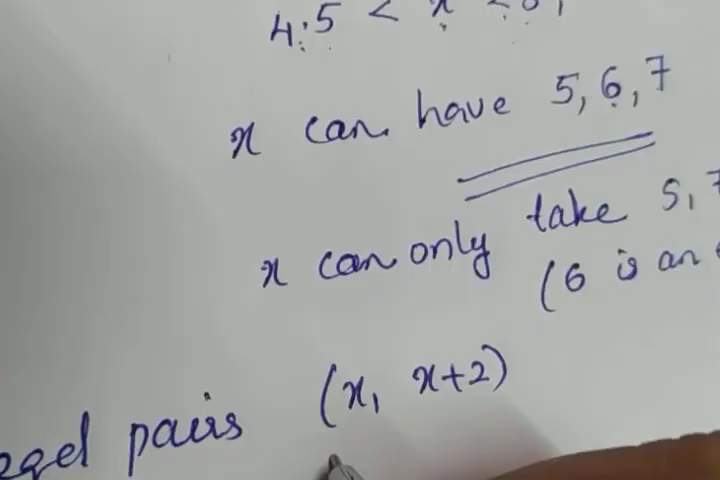 4.5 < x <
x can have 5, 6, 7
x can only take 5, 7
(6 is an
pairs (x, x+2)